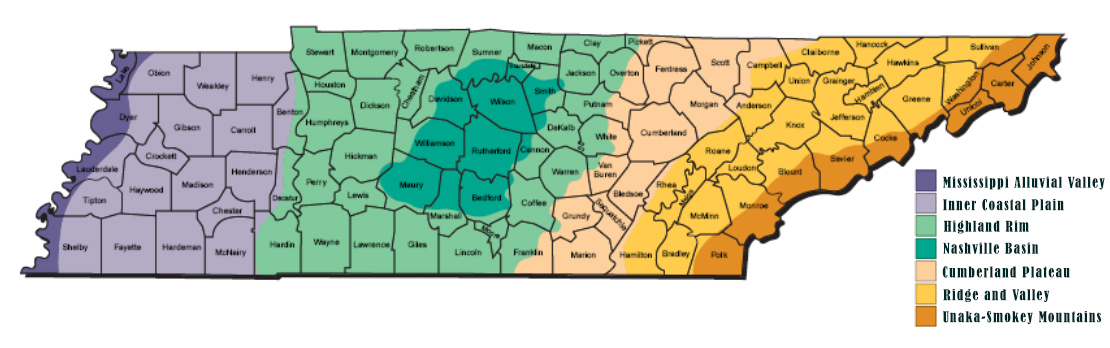 Stewart
Montgomery
Robertson
Sumner
Macon
Clay
Pickett
Lake
Obion
Weakley
Henry
Houston
Dickson
Cheatham
Davidson
Wilson
Smith
Jackson
Overton
Fentress
Scott
Campbell
Claiborne
Hancock
Hawkins
Sullivan
Johnson
Washington
Carter
Unicoi
Union
Grainger
Hamblen
Greene
Dyer
Gibson
Carroll
Benton
Humphreys
Putnam
Morgan
Anderson
Knox
Jefferson
Cocke
Crockett
Hickman
Williamson
Rutherford
Cannon
DeKalb
White
Cumberland
Roane
Loudon
Blount
Sevier
Lauderdale
Haywood
Madison
Henderson
Decatur
Perry
Lewis
Maury
Bedford
Warren
Van
Buren
Bledsoe
Rhea
Meigs
McMinn
Monroe
Tipton
Chester
Marshall
Coffee
Grundy
Sequatchie
Shelby
Fayette
Hardeman
McNairy
Hardin
Wayne
Lawrence
Giles
Lincoln
Moore
Franklin
Marion
Hamilton
Bradley
Polk
Mississippi Alluvial Valley
Inner Coastal Plain
Highland Rim
Nashville Basin
Cumberland Plateau
Ridge and Valley
Unaka-Smokey Mountains